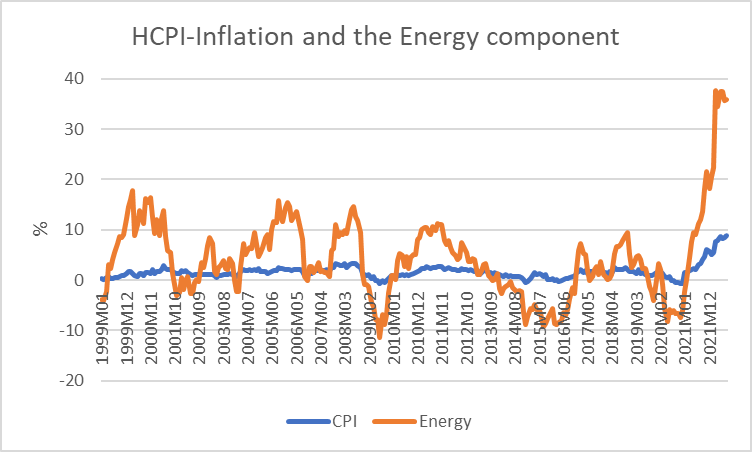 HCPI-Inflation and the Energy component
40
30
20
10
0
-10
-20
%
1999M01
1999M12
2000M11
2001M10
2002M09
2003M08
2004M07
2005M06
2006M05
2007M04
2008M03
2009M02
2010M01
2010M12
2011M11
2012M10
2013M09
2014M08
2015M07
2016M06
2017M05
2018M04
2019M03
2020M02
2021M01
2021M12
CPI
Energy